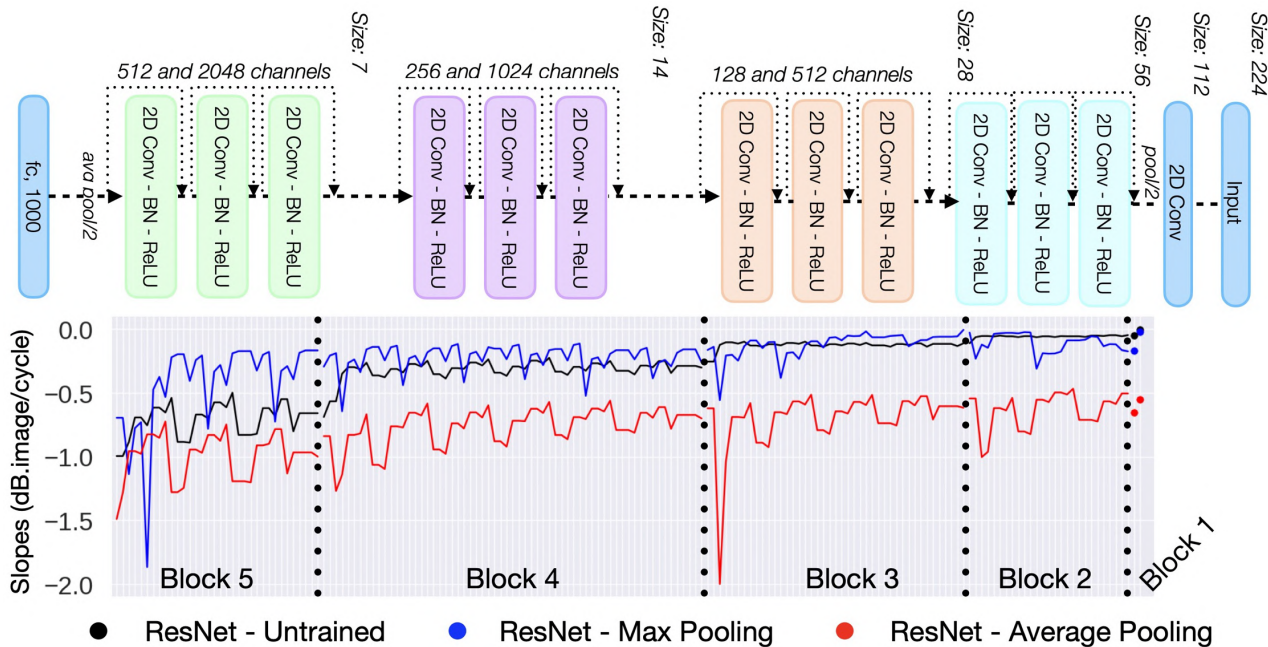 Size: 7
Size: 14
Size: 28
Size: 56
Size: 112
Size: 224
512 and 2048 channels
256 and 1024 channels
128 and 512 channels
fc, 1000
ava pool/2
2D Conv - BN - ReLU
2D Conv - BN - ReLU
2D Conv - BN - ReLU
2D Conv - BN - ReLU
2D Conv - BN - ReLU
2D Conv - BN - ReLU
2D Conv - BN - ReLU
2D Conv - BN - ReLU
2D Conv - BN - ReLU
2D Conv - BN - ReLU
2D Conv - BN - ReLU
2D Conv - BN - ReLU
pool/2
2D Conv
Input
Slopes (dB.image/cycle)
0.0
−0.5
−1.0
−1.5
−2.0
Block 5
Block 4
Block 3
Block 2
Block 1
ResNet - Untrained
ResNet - Max Pooling
ResNet - Average Pooling